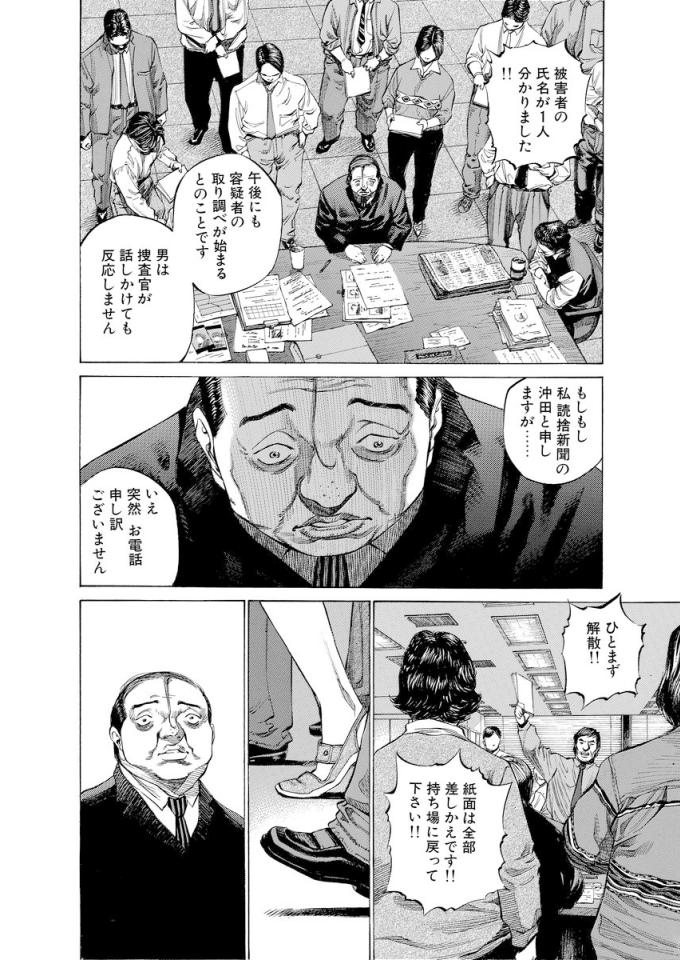 被害者の
氏名が1人
分かりました
!!
午後にも
容疑者の
取り調べが始まる
とのことです
男は
捜査官が
話しかけても
反応しません
もしもし
私 読捨新聞の
沖田と申し
ますが……
いえ
突然 お電話
申し訳
ございません
ひとまず
解散!!
紙面は全部
差しかえです!!
持ち場に戻って
下さい!!